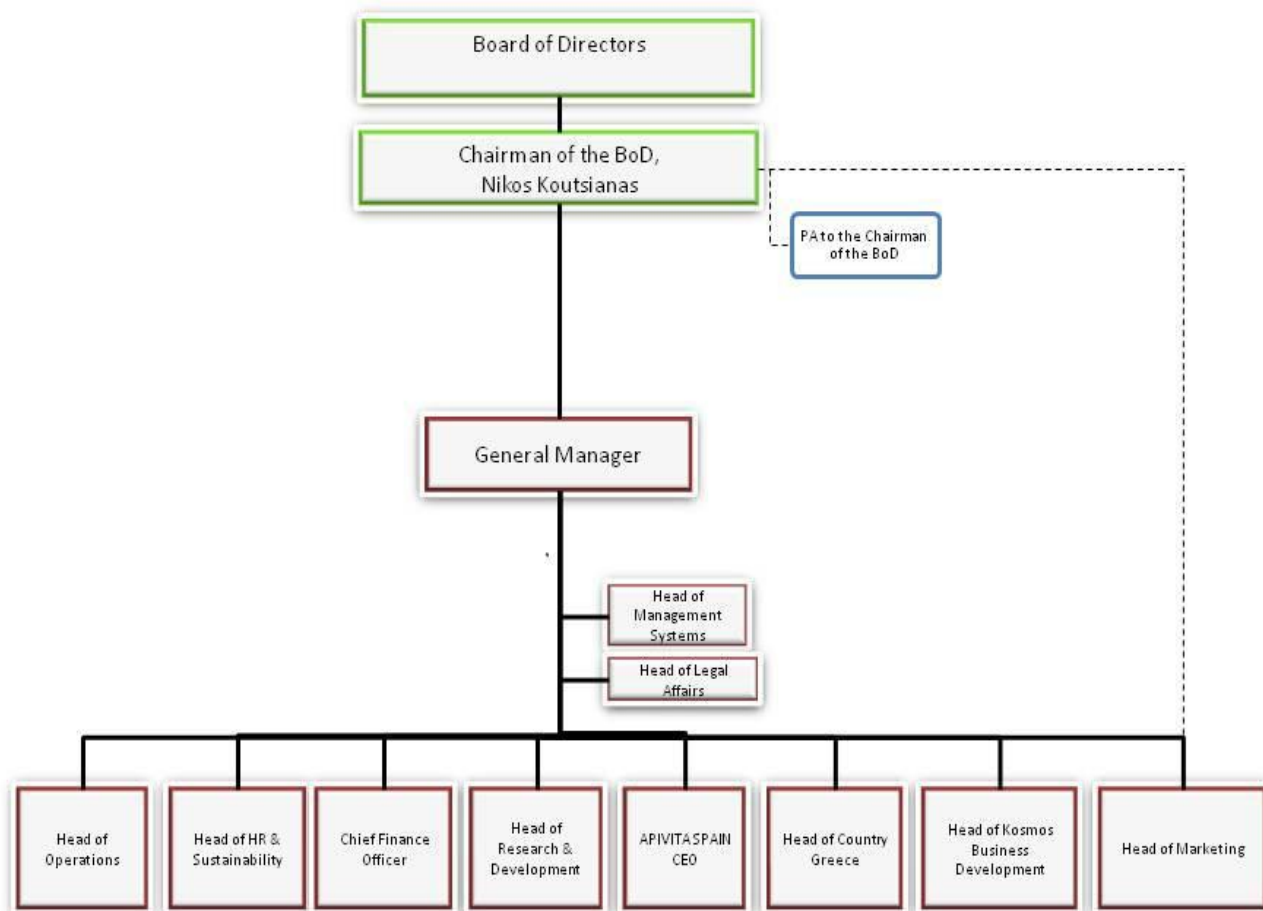 Board of Directors
Chairman of the BoD,
Nikos Koutsianas
PA to the Chairman
of the BoD
General Manager
Head of
Management
Systems
Head of Legal
Affairs
Head of
Operations
Head of HR &
Sustainability
Chief Finance
Officer
Head of
Research &
Development
APIVITA SPAIN
CEO
Head of Country
Greece
Head of Kosmos
Business
Development
Head of Marketing